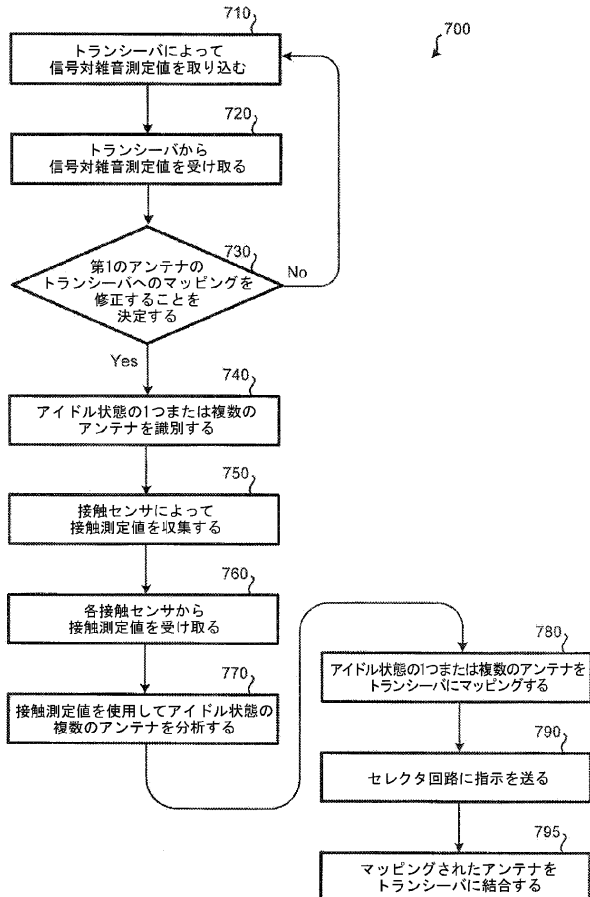 700
710
トランシーバによって
信号対雑音測定値を取り込む
720
トランシーバから
信号対雑音測定値を受け取る
730
第1のアンテナの
トランシーバへのマッピングを
修正することを
決定する
No
Yes
740
アイドル状態の1つまたは複数の
アンテナを識別する
750
接触センサによって
接触測定値を収集する
760
各接触センサから
接触測定値を受け取る
770
接触測定値を使用してアイドル状態の
複数のアンテナを分析する
780
アイドル状態の1つまたは複数のアンテナを
トランシーバにマッピングする
790
セレクタ回路に指示を送る
795
マッピングされたアンテナを
トランシーバに結合する